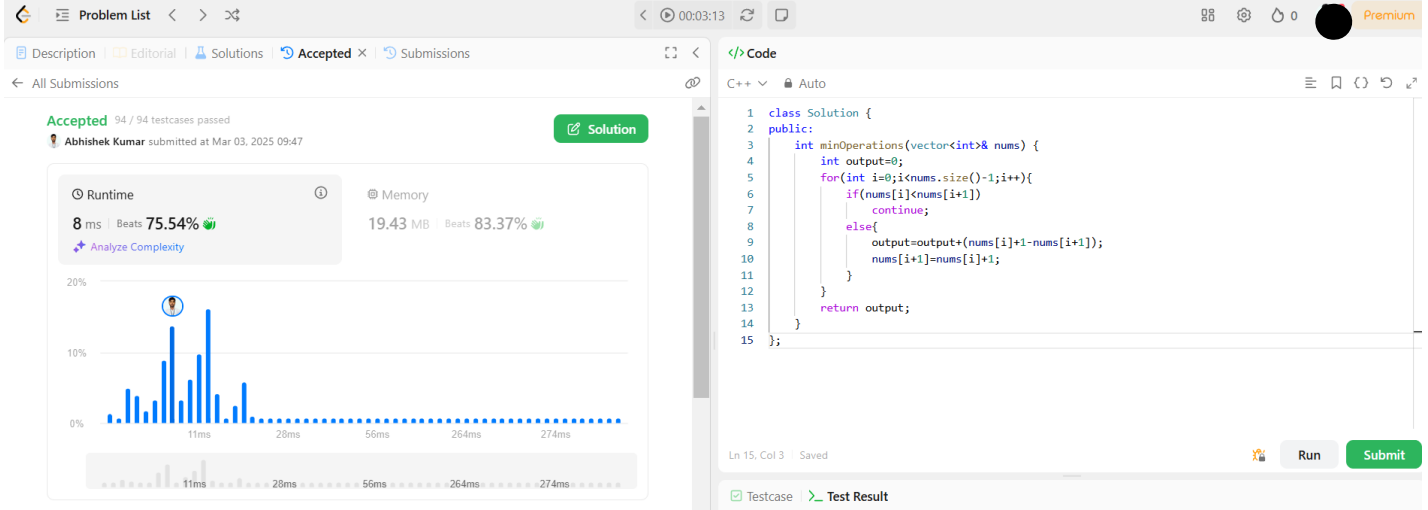 Problem List
00:03:13
0
Premium
Description
Editorial
Solutions
Accepted
Submissions
All Submissions
Accepted 94 / 94 testcases passed
Abhishek Kumar submitted at Mar 03, 2025 09:47
Solution
Runtime
8 ms Beats 75.54%
Analyze Complexity
Memory
19.43 MB Beats 83.37%
20%
10%
0%
11ms 28ms 56ms 264ms 274ms
11ms 28ms 56ms 264ms 274ms
</> Code
C++ Auto
1 class Solution {
2 public:
3     int minOperations(vector<int>& nums) {
4         int output=0;
5         for(int i=0;i<nums.size()-1;i++){
6             if(nums[i]<nums[i+1])
7                 continue;
8             else{
9                 output=output+(nums[i]+1-nums[i+1]);
10                 nums[i+1]=nums[i]+1;
11             }
12         }
13         return output;
14     }
15 };
Ln 15, Col 3 Saved
Run
Submit
Testcase
Test Result